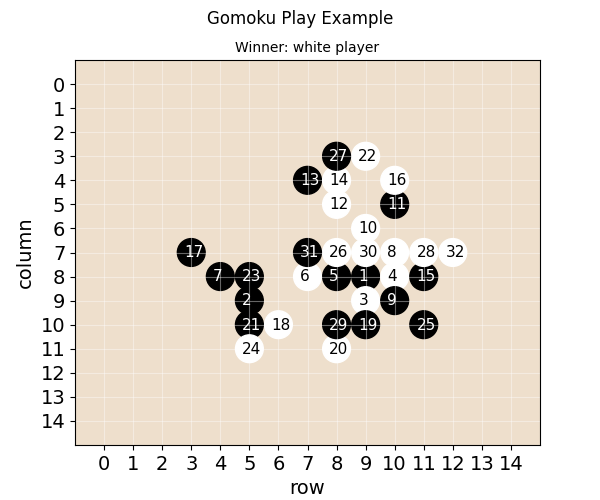 Gomoku Play Example
Winner: white player
0
1
2
3 27 22
4 13 14 16
5 12 11
6 10
column
7 17 31 26 30 8 28 32
8 7 23 6 5 1 4 15
9 2 3 9
10 21 18 29 19 25
11 24 20
12
13
14
0 1 2 3 4 5 6 7 8 9 10 11 12 13 14
row